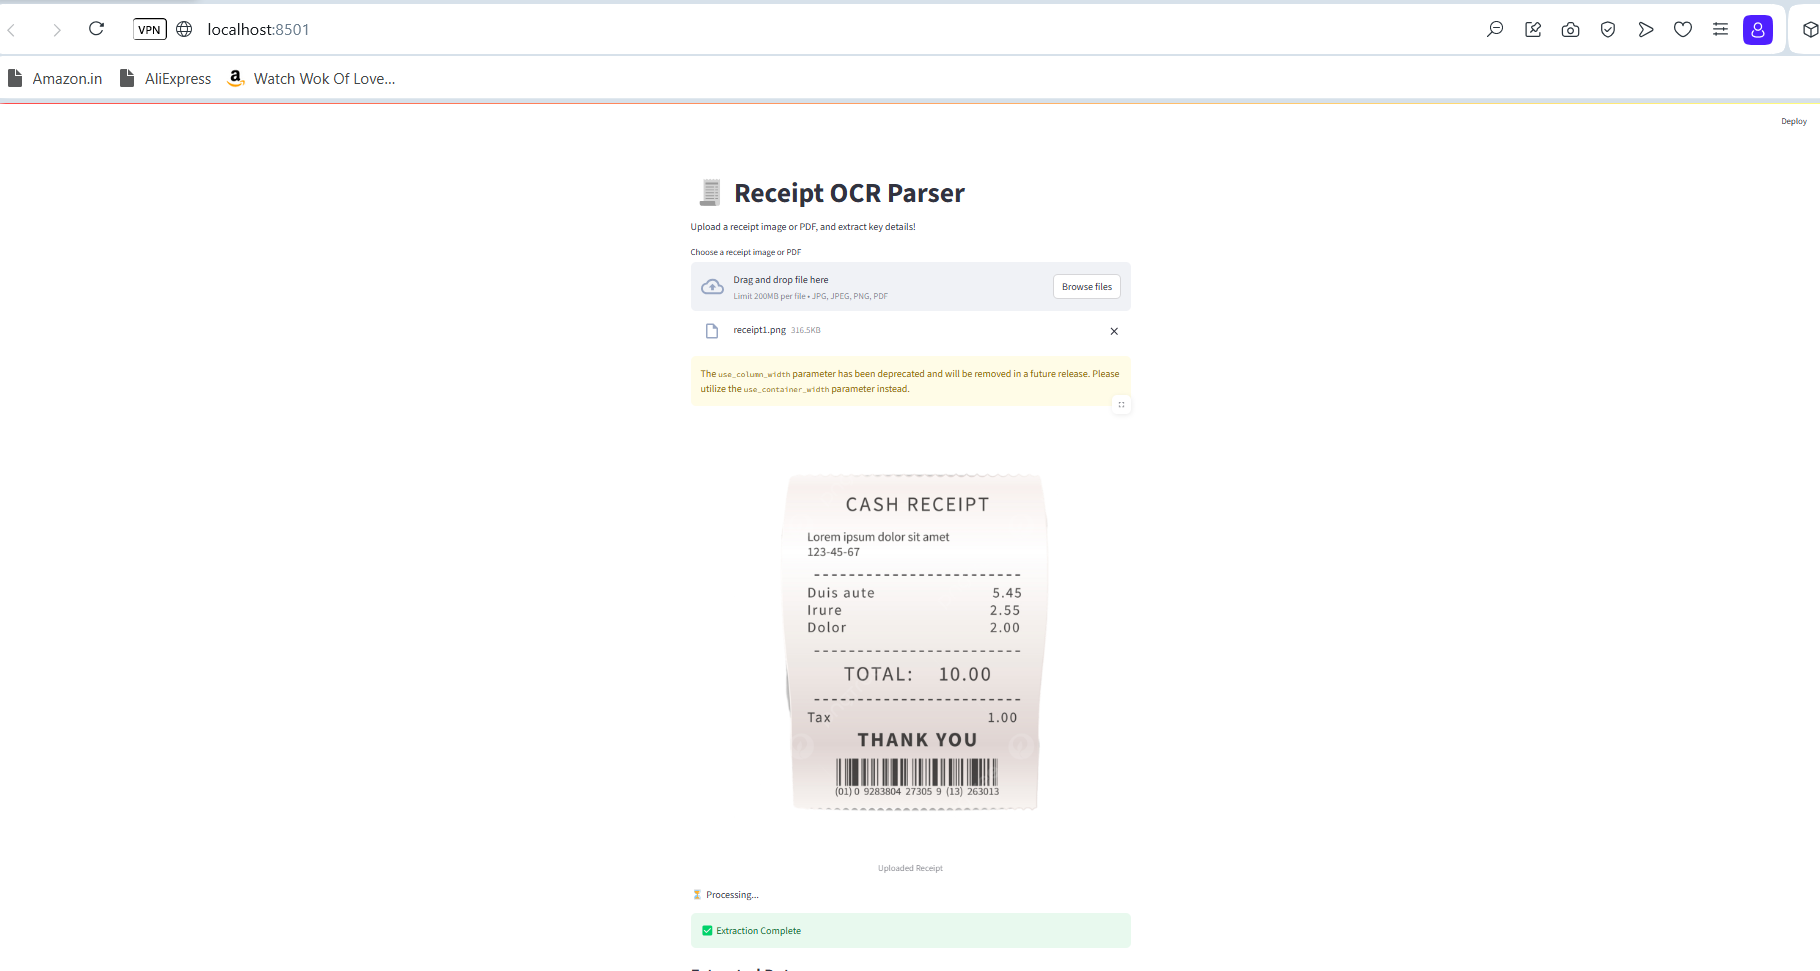 VPN localhost:8501
Amazon.in AliExpress Watch Wok Of Love...
Deploy
Receipt OCR Parser
Upload a receipt image or PDF, and extract key details!
Choose a receipt image or PDF
Drag and drop file here
Limit 200MB per file • JPG, JPEG, PNG, PDF
Browse files
receipt1.png 316.5KB
The use_column_width parameter has been deprecated and will be removed in a future release. Please
utilize the use_container_width parameter instead.
CASH RECEIPT
Lorem ipsum dolor sit amet
123-45-67
Duis aute 5.45
Irure 2.55
Dolor 2.00
TOTAL: 10.00
Tax 1.00
THANK YOU
(01) 0 9283804 27305 9 (13) 263013
Uploaded Receipt
Processing...
Extraction Complete